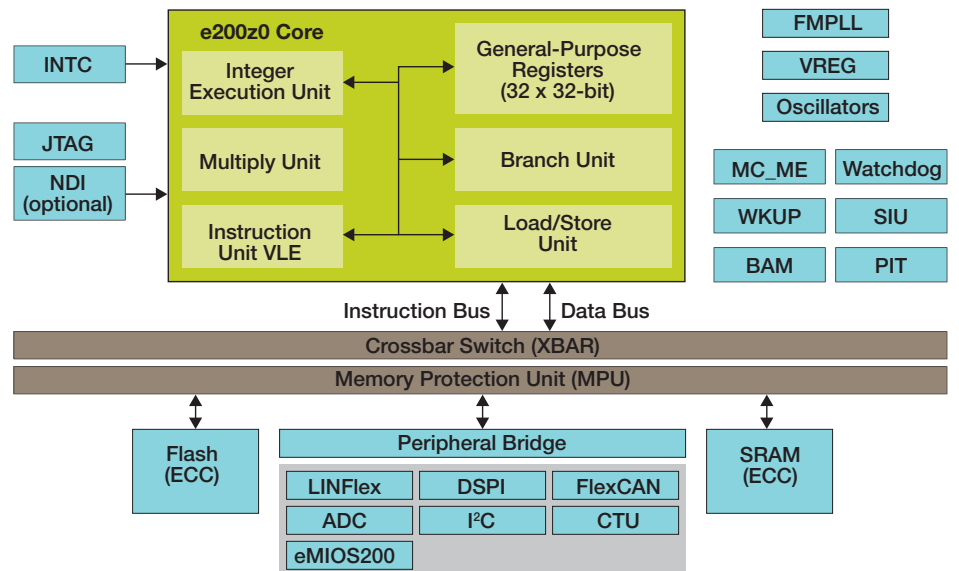 e200z0 Core
INTC
JTAG
NDI
(optional)
Integer
Execution Unit
Multiply Unit
Instruction
Unit VLE
General-Purpose
Registers
(32 x 32-bit)
Branch Unit
Load/Store
Unit
FMPLL
VREG
Oscillators
MC_ME
Watchdog
WKUP
SIU
BAM
PIT
Instruction Bus
Data Bus
Crossbar Switch (XBAR)
Memory Protection Unit (MPU)
Flash
(ECC)
Peripheral Bridge
SRAM
(ECC)
LINFlex
DSPI
FlexCAN
ADC
I²C
CTU
eMIOS200